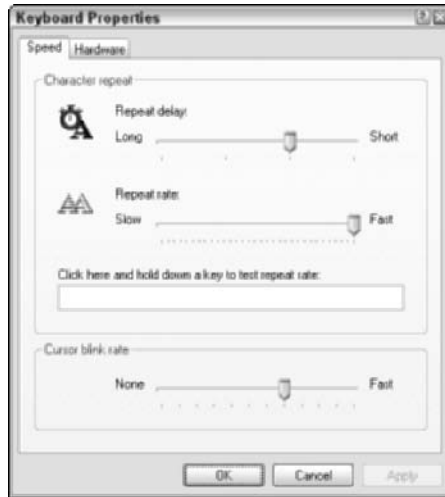 Keyboard Properties
Speed Hardware
Character repeat
Repeat delay:
Long Short
Repeat rate:
Slow Fast
Click here and hold down a key to test repeat rate:
Cursor blink rate
None Fast
OK Cancel Apply